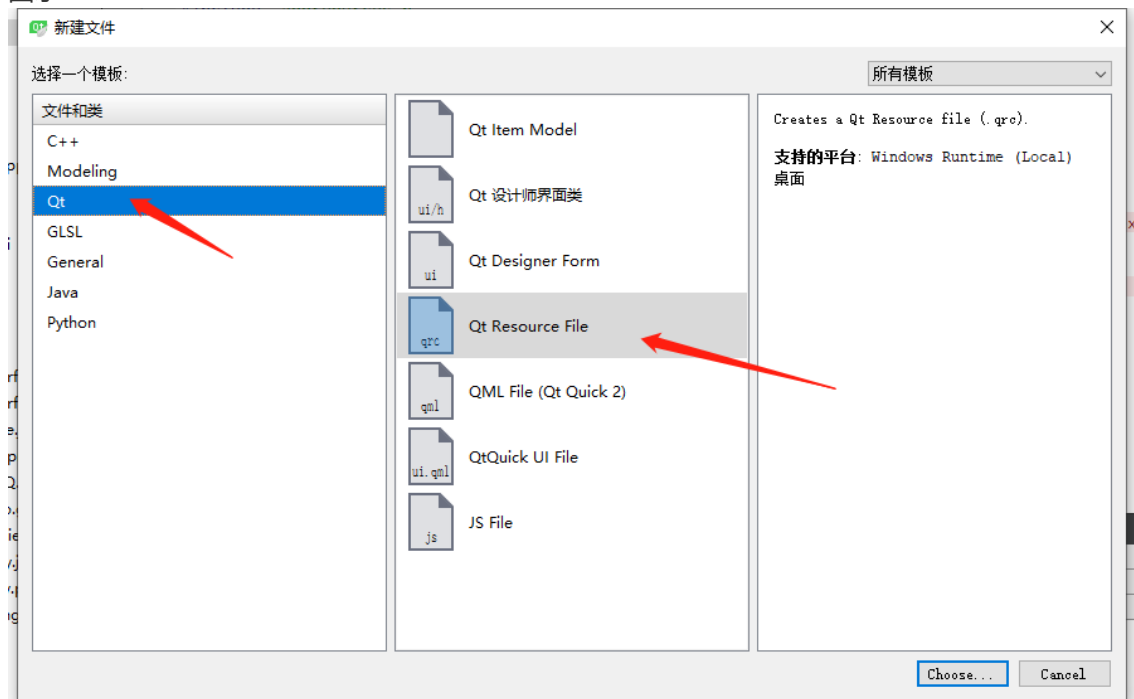 新建文件
选择一个模板:
所有模板
文件和类
C++
Modeling
Qt
GLSL
General
Java
Python
Qt Item Model
ui/h
Qt 设计师界面类
ui
Qt Designer Form
qrc
Qt Resource File
qml
QML File (Qt Quick 2)
ui.qml
QtQuick UI File
js
JS File
Creates a Qt Resource file (.qrc).
支持的平台: Windows Runtime (Local)
桌面
Choose...
Cancel